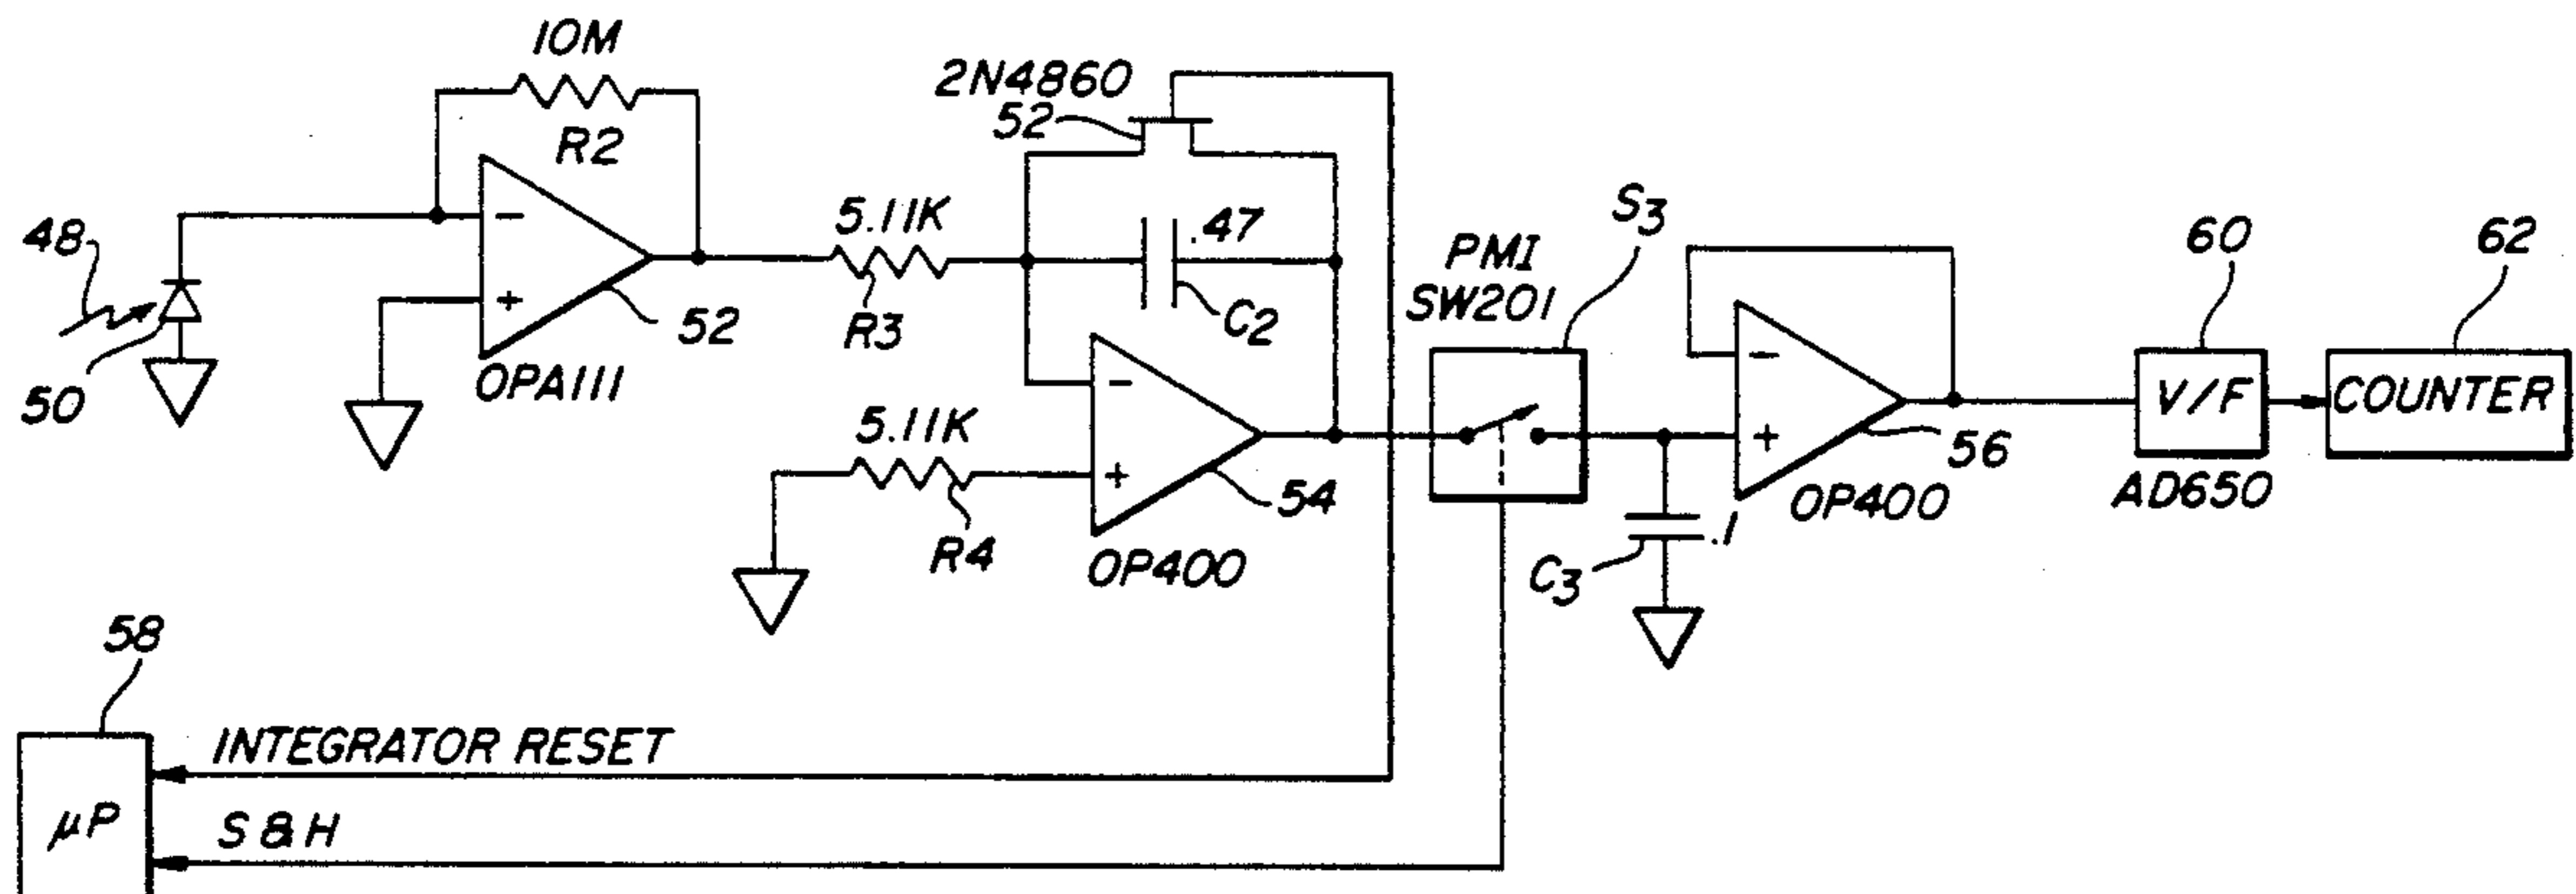 10M
R2
48
50
-
+
52
OPA111
5.11K
R3
2N4860
52
.47
C2
5.11K
R4
-
+
54
OP400
S3
PMI
SW201
-
+
56
OP400
.1
C3
60
V/F
AD650
62
COUNTER
58
μP
INTEGRATOR RESET
S&H